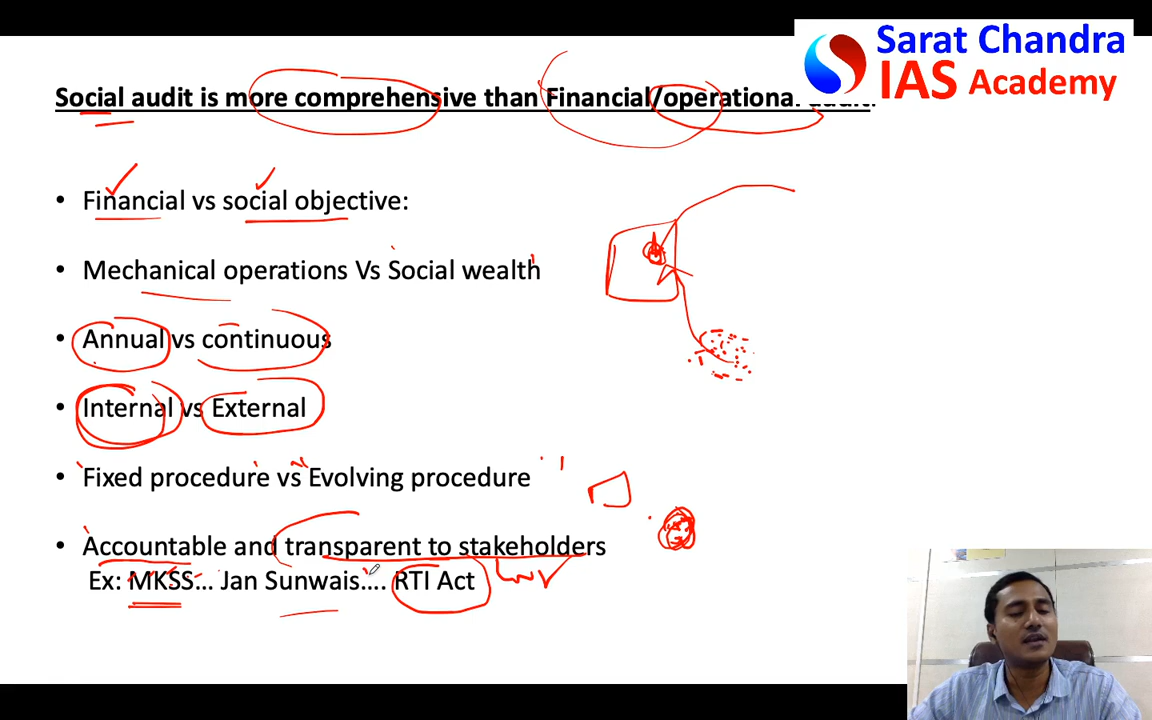 Sarat Chandra
IAS Academy
Social audit is more comprehensive than Financial/operational audit.
• Financial vs social objective:
• Mechanical operations Vs Social wealth
• Annual vs continuous
• Internal vs External
• Fixed procedure vs Evolving procedure
• Accountable and transparent to stakeholders
Ex: MKSS… Jan Sunwais…. RTI Act